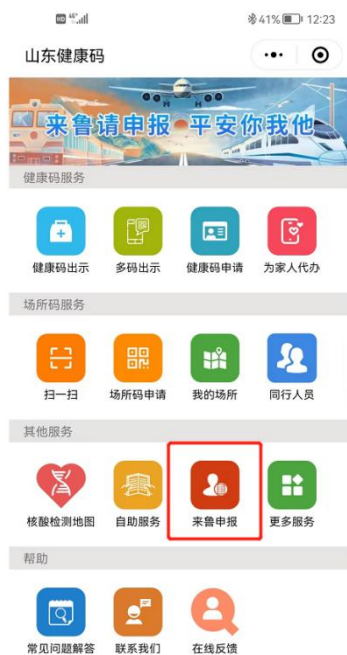 HD 41% 12:23
山东健康码
来鲁请申报 平安你我他
健康码服务
健康码出示 多码出示 健康码申请 为家人代办
场所码服务
扫一扫 场所码申请 我的场所 同行人员
其他服务
核酸检测地图 自助服务 来鲁申报 更多服务
帮助
常见问题解答 联系我们 在线反馈